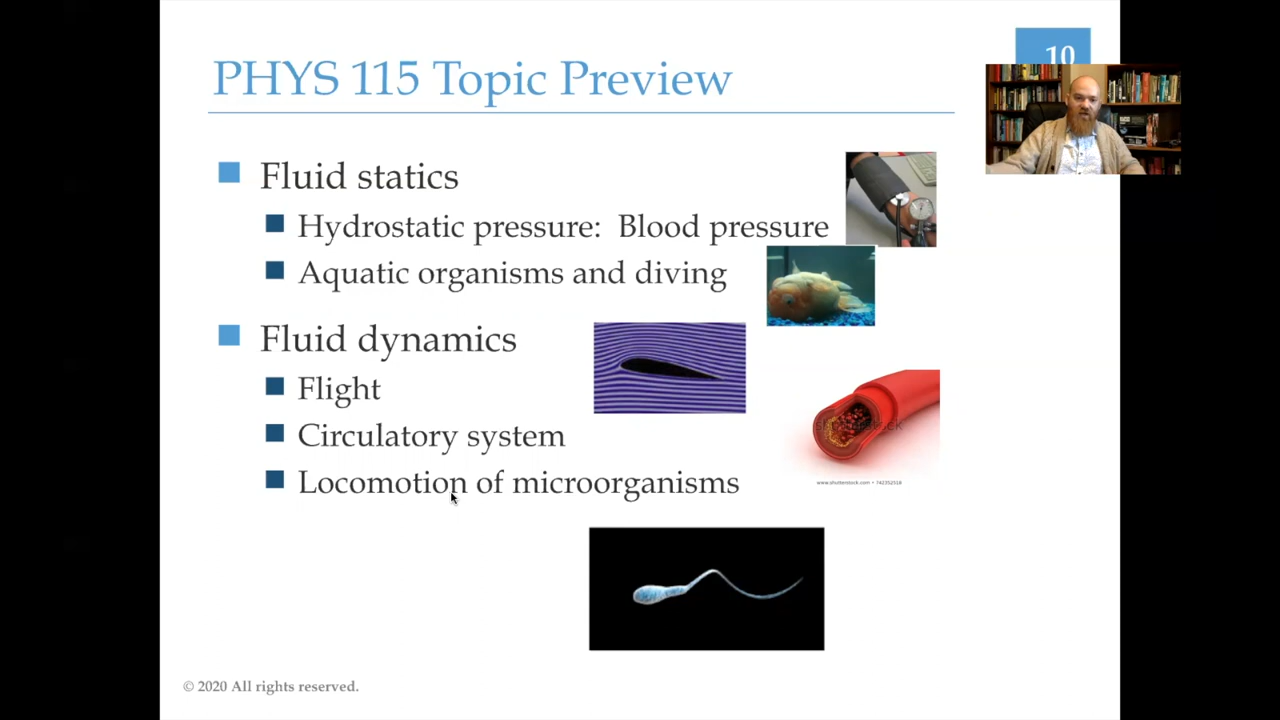 PHYS 115 Topic Preview
10
Fluid statics
Hydrostatic pressure: Blood pressure
Aquatic organisms and diving
Fluid dynamics
Flight
Circulatory system
Locomotion of microorganisms
www.shutterstock.com • 742352518
© 2020 All rights reserved.